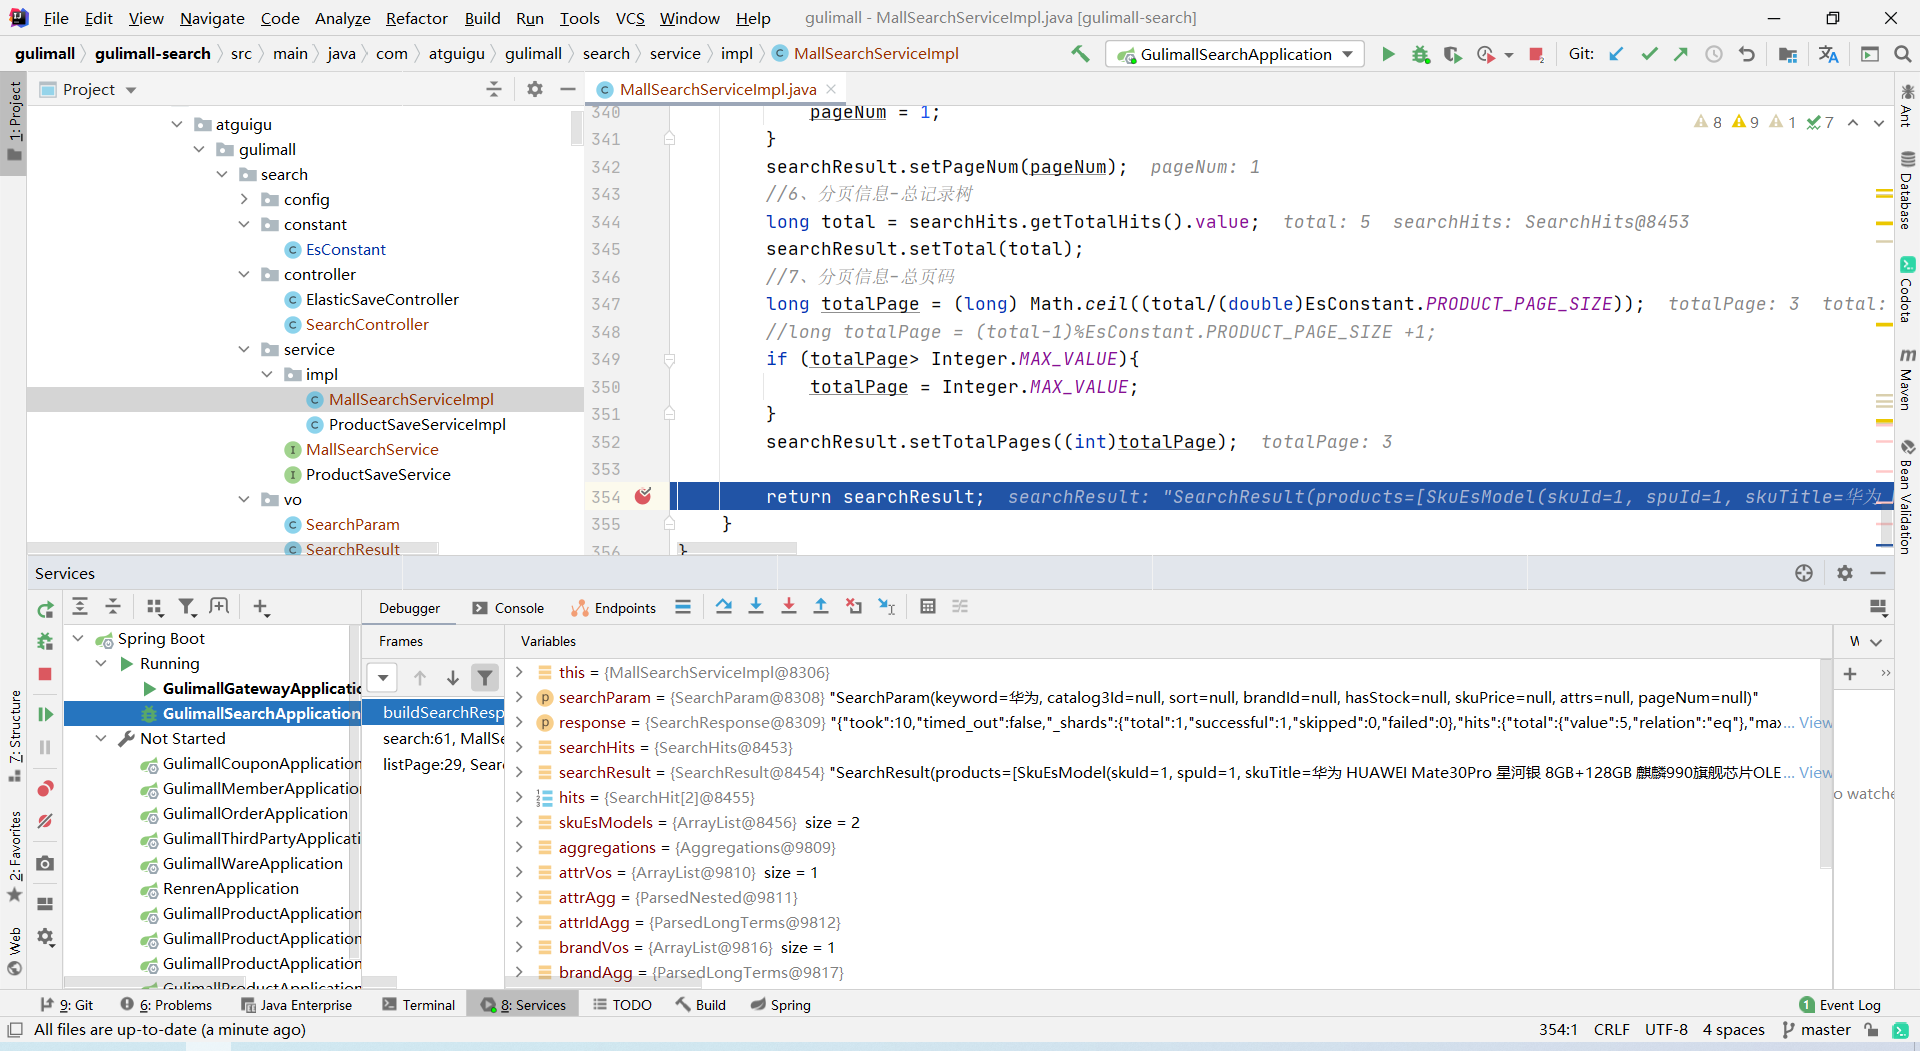 File Edit View Navigate Code Analyze Refactor Build Run Tools VCS Window Help gulimall - MallSearchServiceImpl.java [gulimall-search]
gulimall gulimall-search src main java com atguigu gulimall search service impl MallSearchServiceImpl GulimallSearchApplication Git:
Project MallSearchServiceImpl.java
1: Project
7: Structure
2: Favorites
Web
atguigu
gulimall
search
config
constant
EsConstant
controller
ElasticSaveController
SearchController
service
impl
MallSearchServiceImpl
ProductSaveServiceImpl
MallSearchService
ProductSaveService
vo
SearchParam
SearchResult
8 9 1 7
340 pageNum = 1;
341 }
342 searchResult.setPageNum(pageNum); pageNum: 1
343 //6、分页信息-总记录树
344 long total = searchHits.getTotalHits().value; total: 5 searchHits: SearchHits@8453
345 searchResult.setTotal(total);
346 //7、分页信息-总页码
347 long totalPage = (long) Math.ceil((total/(double)EsConstant.PRODUCT_PAGE_SIZE)); totalPage: 3 total:
348 //long totalPage = (total-1)%EsConstant.PRODUCT_PAGE_SIZE +1;
349 if (totalPage> Integer.MAX_VALUE){
350 totalPage = Integer.MAX_VALUE;
351 }
352 searchResult.setTotalPages((int)totalPage); totalPage: 3
353
354 return searchResult; searchResult: "SearchResult(products=[SkuEsModel(skuId=1, spuId=1, skuTitle=华为
355 }
356 }
Ant
Database
Codota
Maven
Bean Validation
Services
Debugger Console Endpoints
Spring Boot
Running
GulimallGatewayApplicatic
GulimallSearchApplication
Not Started
GulimallCouponApplication
GulimallMemberApplication
GulimallOrderApplication
GulimallThirdPartyApplicati
GulimallWareApplication
RenrenApplication
GulimallProductApplication
GulimallProductApplication
GulimallProductApplication
GulimallProductApplication
Frames
buildSearchResp
search:61, MallSe
listPage:29, Sear
Variables
this = {MallSearchServiceImpl@8306}
searchParam = {SearchParam@8308} "SearchParam(keyword=华为, catalog3Id=null, sort=null, brandId=null, hasStock=null, skuPrice=null, attrs=null, pageNum=null)"
response = {SearchResponse@8309} "{"took":10,"timed_out":false,"_shards":{"total":1,"successful":1,"skipped":0,"failed":0},"hits":{"total":{"value":5,"relation":"eq"},"max... View
searchHits = {SearchHits@8453}
searchResult = {SearchResult@8454} "SearchResult(products=[SkuEsModel(skuId=1, spuId=1, skuTitle=华为 HUAWEI Mate30Pro 星河银 8GB+128GB 麒麟990旗舰芯片OLE... View
hits = {SearchHit[2]@8455}
skuEsModels = {ArrayList@8456} size = 2
aggregations = {Aggregations@9809}
attrVos = {ArrayList@9810} size = 1
attrAgg = {ParsedNested@9811}
attrIdAgg = {ParsedLongTerms@9812}
brandVos = {ArrayList@9816} size = 1
brandAgg = {ParsedLongTerms@9817}
W
o watche
9: Git 6: Problems Java Enterprise Terminal 8: Services TODO Build Spring 1 Event Log
All files are up-to-date (a minute ago) 354:1 CRLF UTF-8 4 spaces master